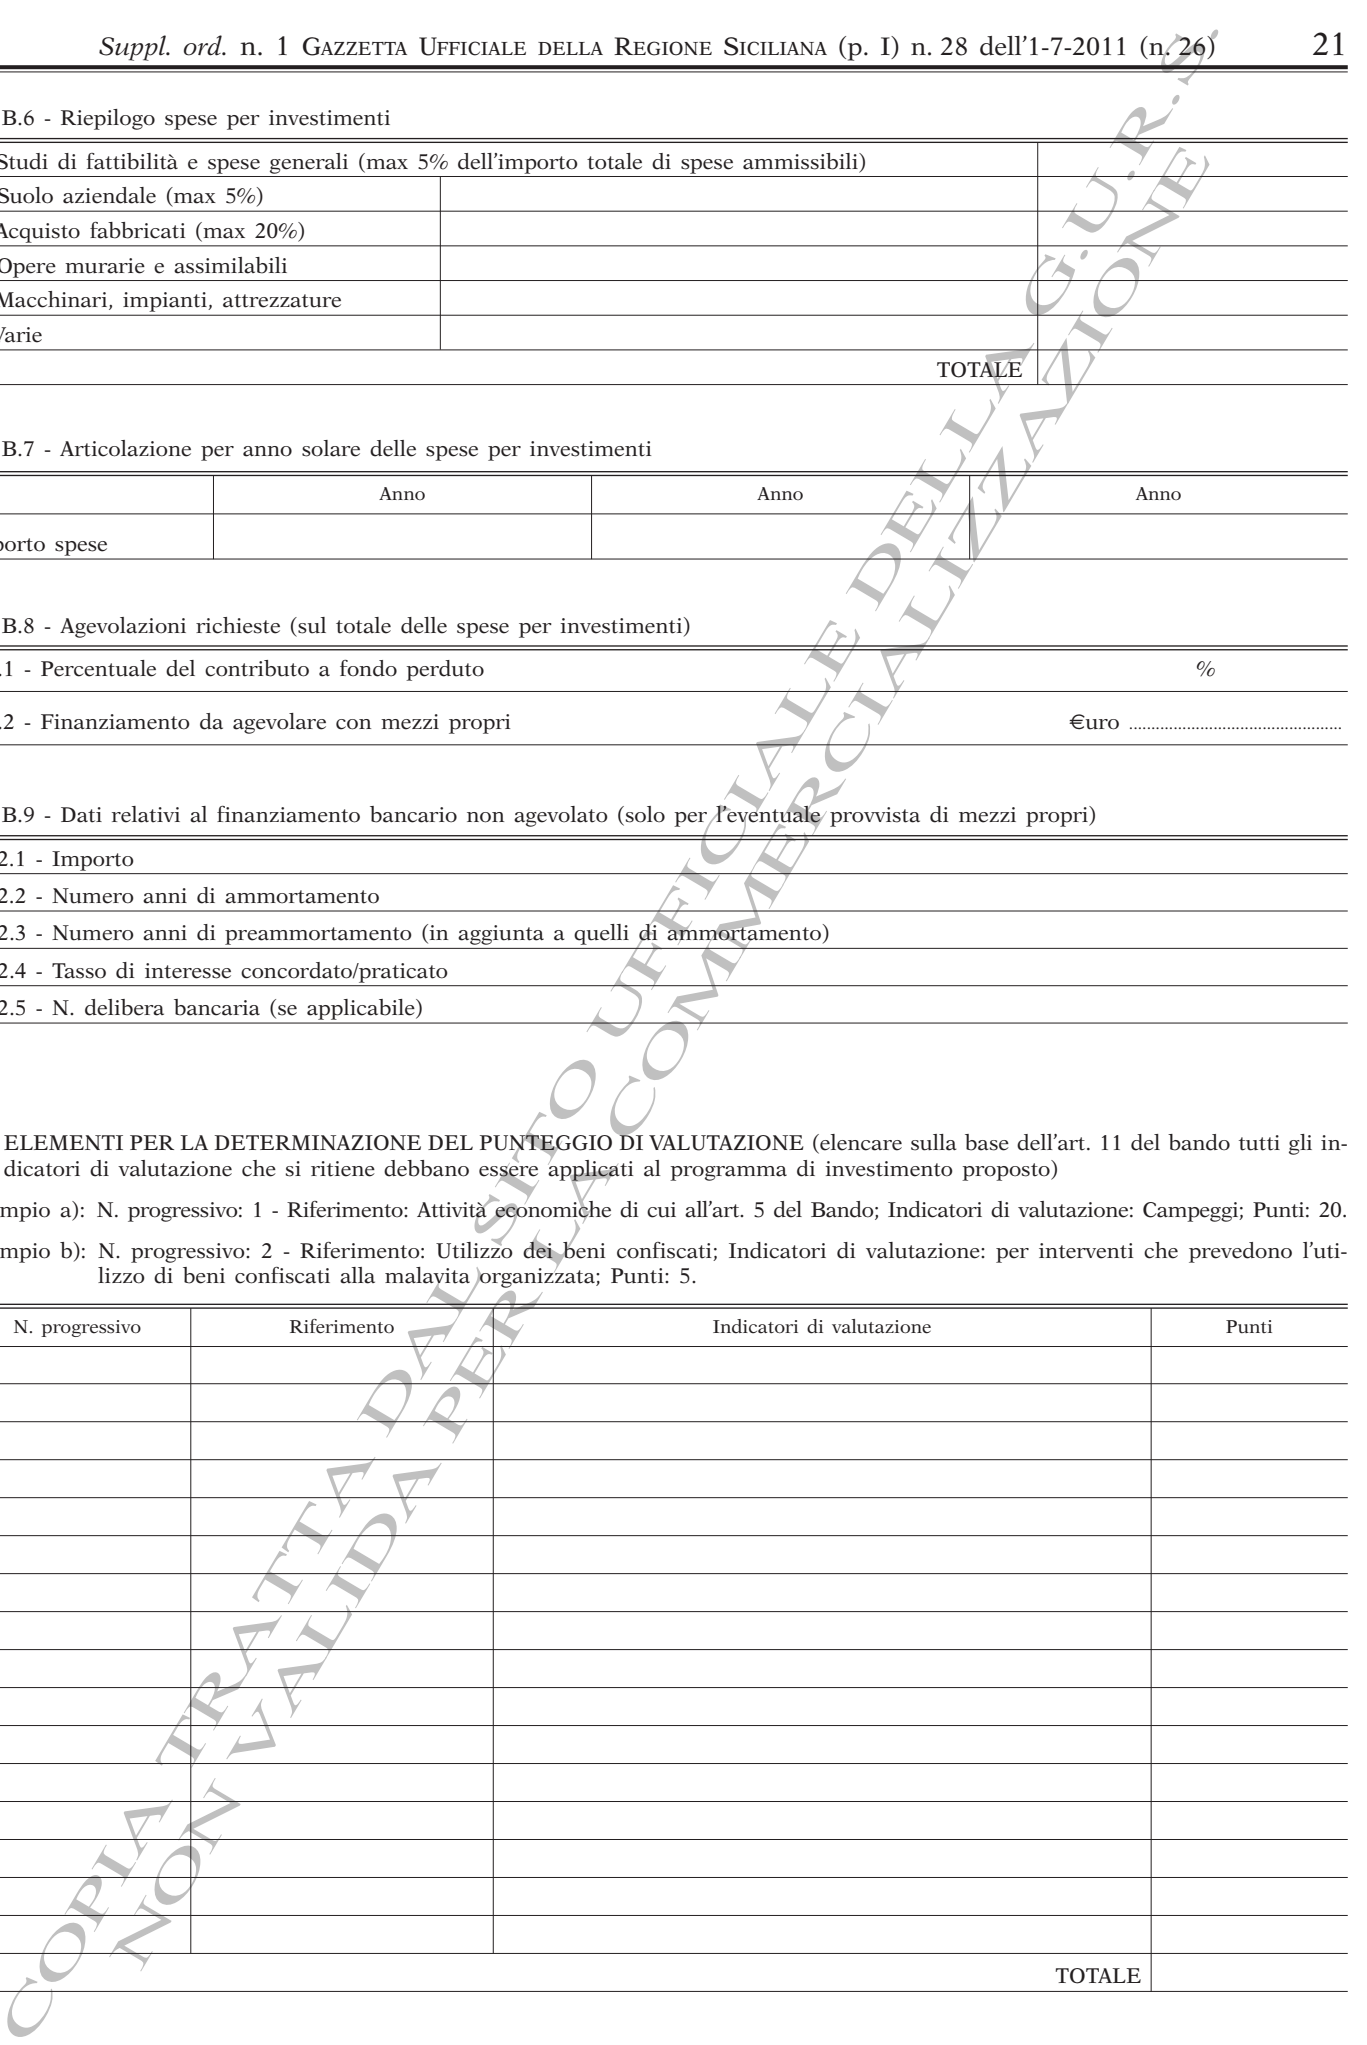 Suppl. ord. n. 1 GAZZETTA UFFICIALE DELLA REGIONE SICILIANA (p. I) n. 28 dell'1-7-2011 (n. 26) 21
B.6 - Riepilogo spese per investimenti
Studi di fattibilità e spese generali (max 5% dell'importo totale di spese ammissibili)
Suolo aziendale (max 5%)
Acquisto fabbricati (max 20%)
Opere murarie e assimilabili
Macchinari, impianti, attrezzature
Varie
TOTALE
B.7 - Articolazione per anno solare delle spese per investimenti
Anno Anno Anno
porto spese
B.8 - Agevolazioni richieste (sul totale delle spese per investimenti)
.1 - Percentuale del contributo a fondo perduto %
.2 - Finanziamento da agevolare con mezzi propri €uro ................................................
B.9 - Dati relativi al finanziamento bancario non agevolato (solo per l'eventuale provvista di mezzi propri)
2.1 - Importo
2.2 - Numero anni di ammortamento
2.3 - Numero anni di preammortamento (in aggiunta a quelli di ammortamento)
2.4 - Tasso di interesse concordato/praticato
2.5 - N. delibera bancaria (se applicabile)
ELEMENTI PER LA DETERMINAZIONE DEL PUNTEGGIO DI VALUTAZIONE (elencare sulla base dell'art. 11 del bando tutti gli in-
dicatori di valutazione che si ritiene debbano essere applicati al programma di investimento proposto)
mpio a): N. progressivo: 1 - Riferimento: Attività economiche di cui all'art. 5 del Bando; Indicatori di valutazione: Campeggi; Punti: 20.
mpio b): N. progressivo: 2 - Riferimento: Utilizzo dei beni confiscati; Indicatori di valutazione: per interventi che prevedono l'uti-
lizzo di beni confiscati alla malavita organizzata; Punti: 5.
N. progressivo Riferimento Indicatori di valutazione Punti
TOTALE
COPIA TRATTA DAL SITO UFFICIALE DELLA G.U.R.S.
NON VALIDA PER LA COMMERCIALIZZAZIONE